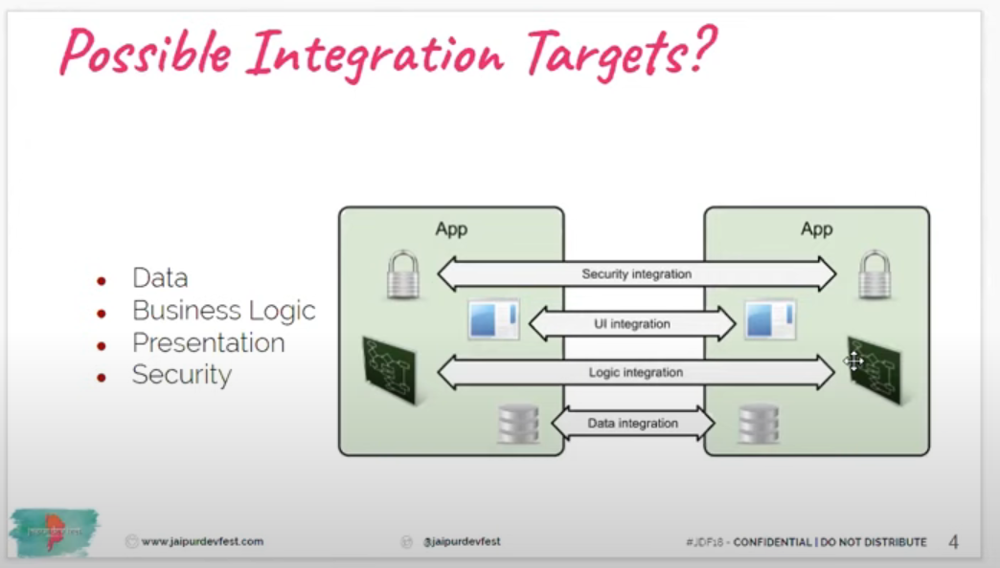 Possible Integration Targets?
Data
Business Logic
Presentation
Security
App
App
Security integration
UI integration
Logic integration
Data integration
www.jaipurdevfest.com
@jaipurdevfest
#JDF18 - CONFIDENTIAL | DO NOT DISTRIBUTE
4